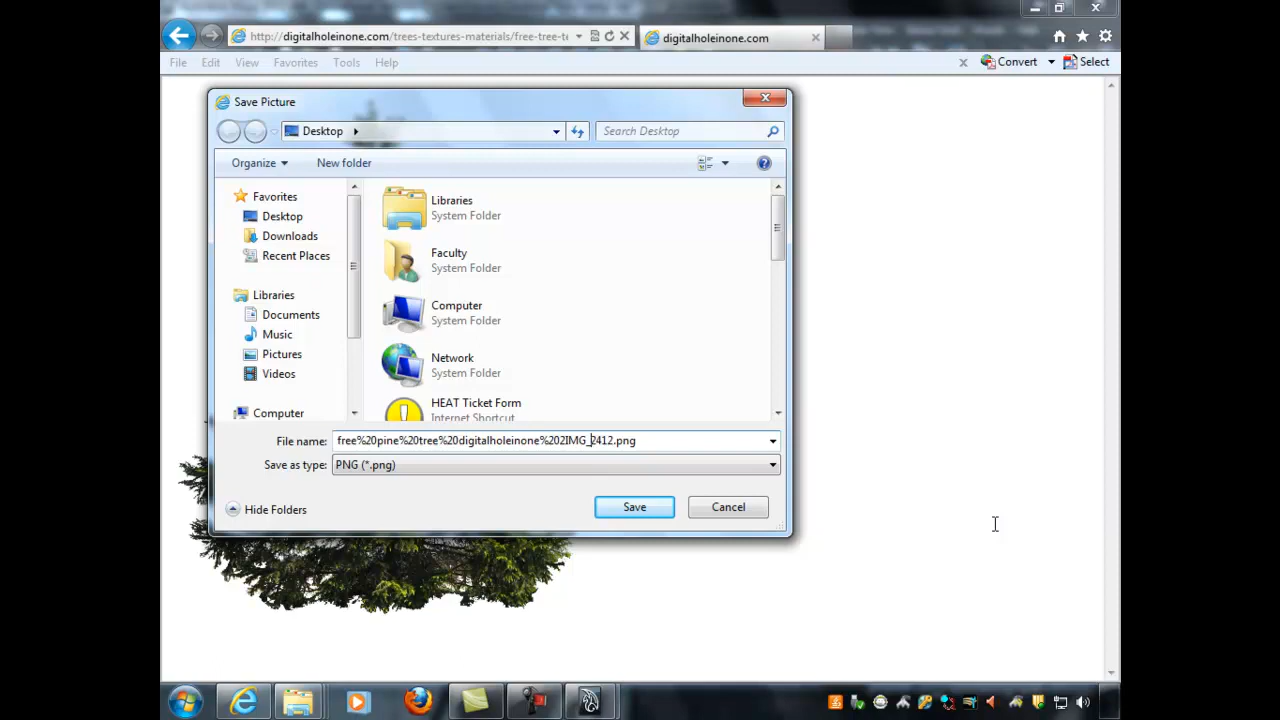 http://digitalholeinone.com/trees-textures-materials/free-tree-te
digitalholeinone.com
File Edit View Favorites Tools Help
Convert Select
Save Picture
Desktop
Search Desktop
Organize New folder
Favorites
Desktop
Downloads
Recent Places
Libraries
Documents
Music
Pictures
Videos
Computer
Libraries
System Folder
Faculty
System Folder
Computer
System Folder
Network
System Folder
HEAT Ticket Form
Internet Shortcut
File name: free%20pine%20tree%20digitalholeinone%202IMG_2412.png
Save as type: PNG (*.png)
Hide Folders
Save Cancel